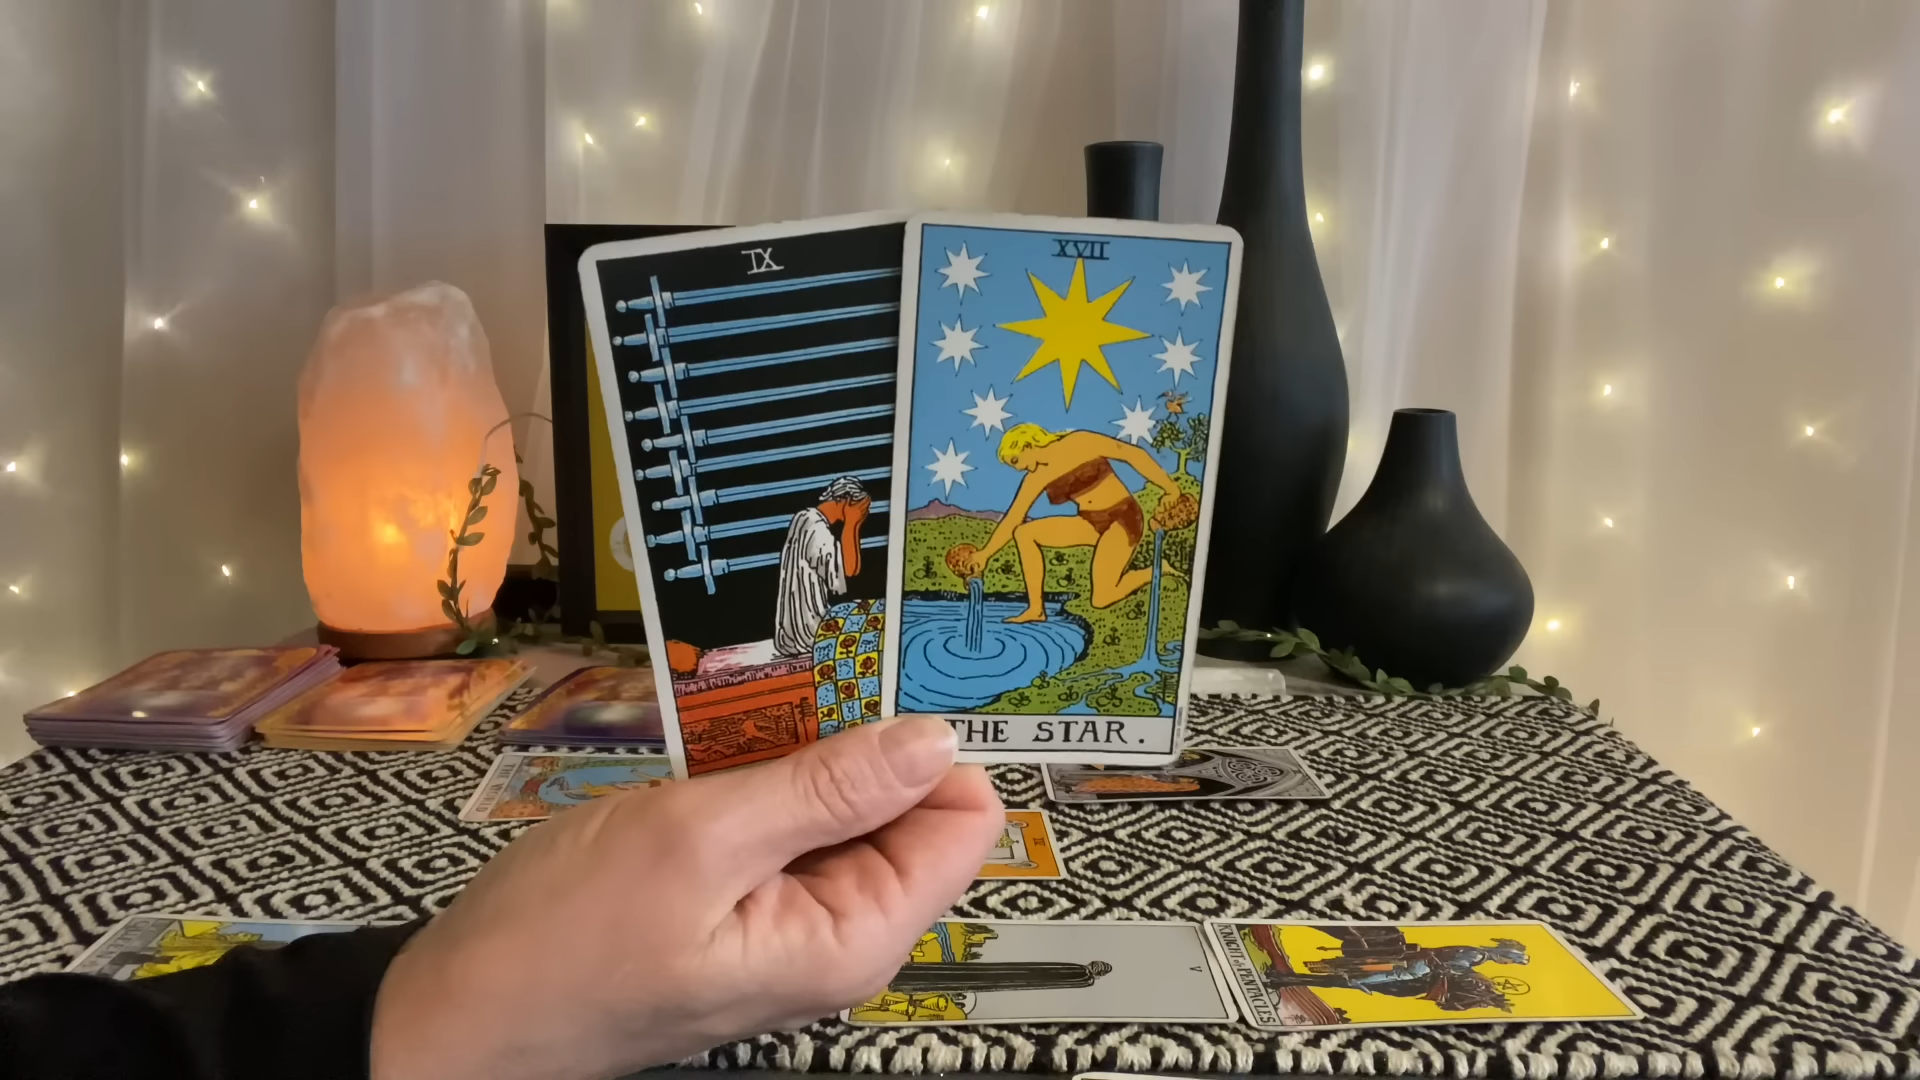 IX
XVII
THE STAR.
V
KNIGHT of PENTACLES